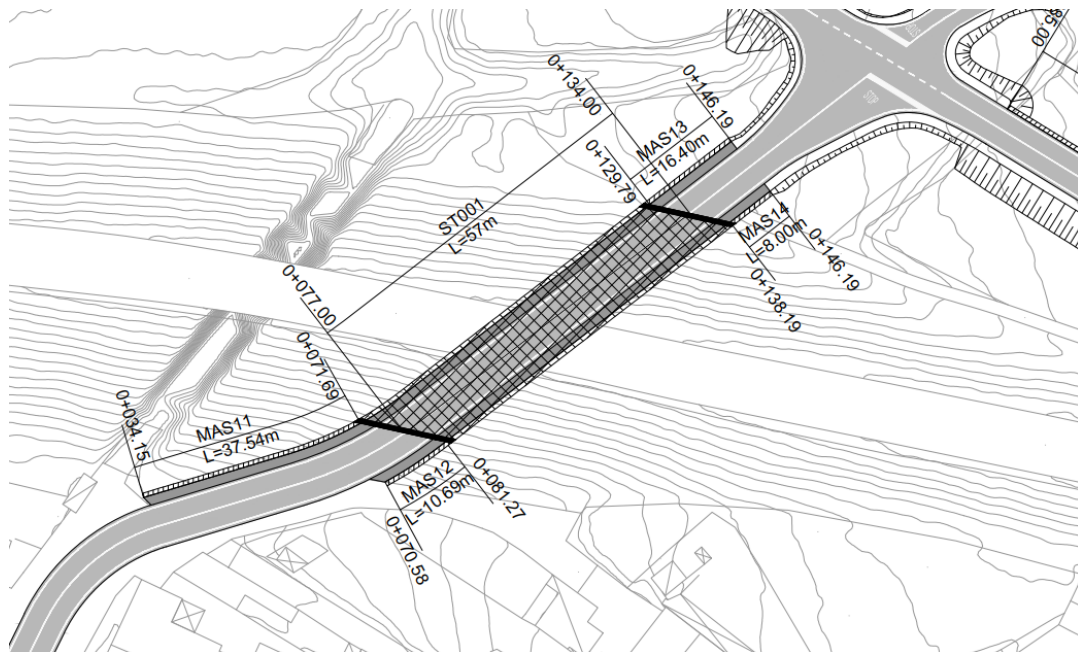 0+134.00
0+146.19
MAS13
L=16.40m
0+129.79
ST001
L=57m
MAS14
L=8.00m
0+146.19
0+138.19
0+077.00
0+071.69
0+034.15
MAS11
L=37.54m
MAS12
L=10.69m
0+081.27
0+070.58